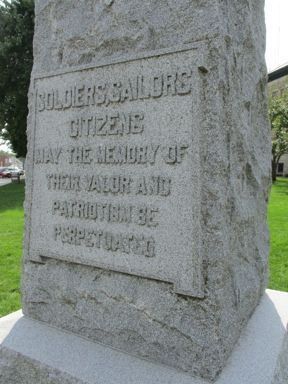 SOLDIERS, SAILORS
CITIZENS
MAY THE MEMORY OF
THEIR VALOR AND
PATRIOTISM BE
PERPETUATED